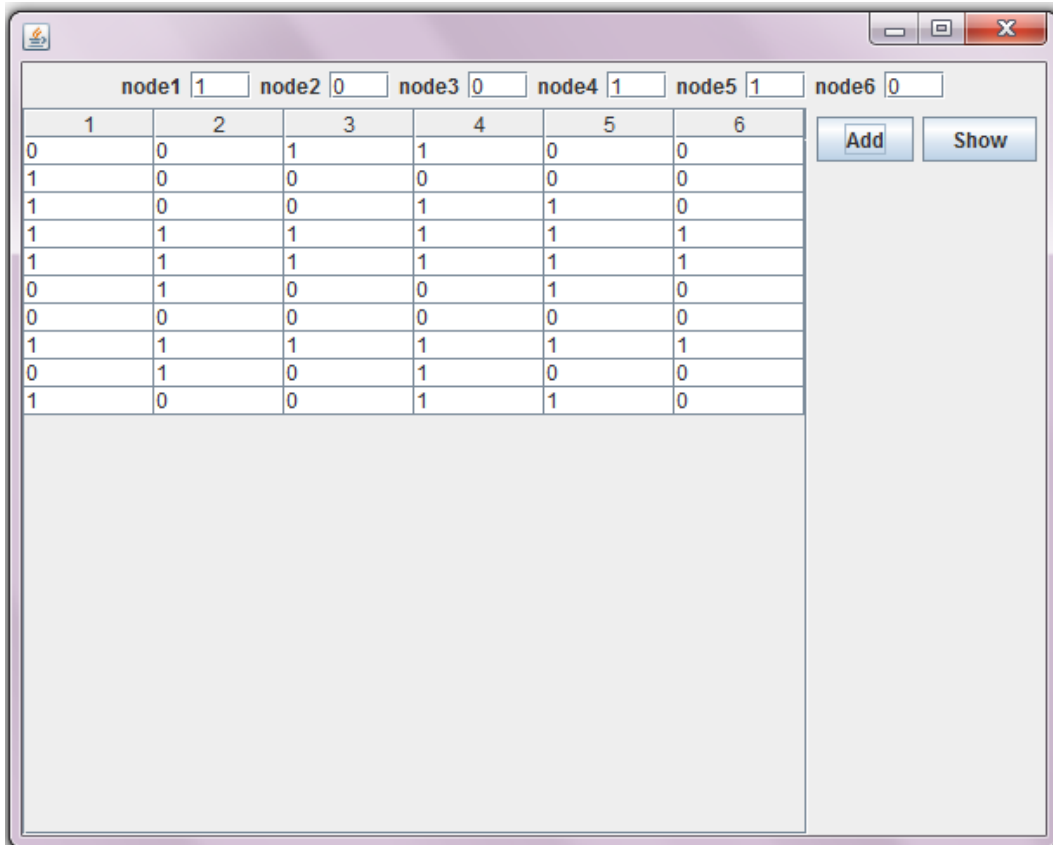 node1 1 node2 0 node3 0 node4 1 node5 1 node6 0
1 2 3 4 5 6
Add Show
0 0 1 1 0 0
1 0 0 0 0 0
1 0 0 1 1 0
1 1 1 1 1 1
1 1 1 1 1 1
0 1 0 0 1 0
0 0 0 0 0 0
1 1 1 1 1 1
0 1 0 1 0 0
1 0 0 1 1 0